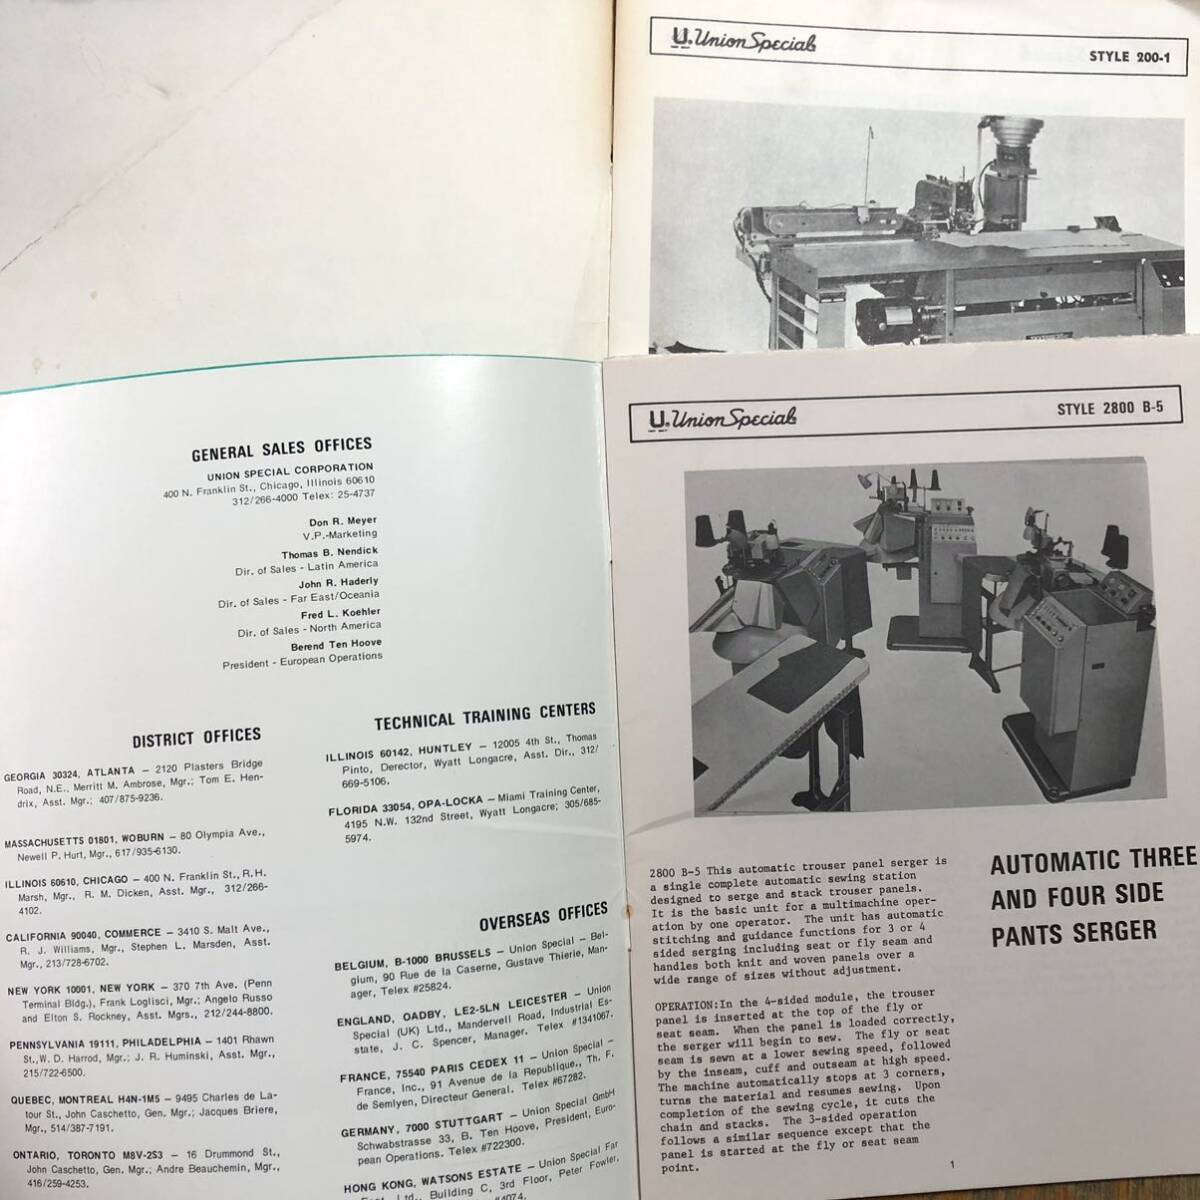 U. Union Special®
STYLE 200-1
GENERAL SALES OFFICES
UNION SPECIAL CORPORATION
400 N. Franklin St., Chicago, Illinois 60610
312/266-4000 Telex: 25-4737
Don R. Meyer
V.P.-Marketing
Thomas B. Nendick
Dir. of Sales - Latin America
John R. Haderly
Dir. of Sales - Far East/Oceania
Fred L. Koehler
Dir. of Sales - North America
Berend Ten Hoove
President - European Operations
DISTRICT OFFICES
GEORGIA 30324, ATLANTA – 2120 Plasters Bridge
Road, N.E., Merritt M. Ambrose, Mgr.; Tom E. Hen-
drix, Asst. Mgr.; 407/875-9236.
MASSACHUSETTS 01801, WOBURN – 80 Olympia Ave.,
Newell P. Hurt, Mgr., 617/935-6130.
ILLINOIS 60610, CHICAGO – 400 N. Franklin St., R.H.
Marsh, Mgr., R. M. Dicken, Asst. Mgr., 312/266-
4102.
CALIFORNIA 90040, COMMERCE – 3410 S. Malt Ave.,
R. J. Williams, Mgr., Stephen L. Marsden, Asst.
Mgr., 213/728-6702.
NEW YORK 10001, NEW YORK – 370 7th Ave. (Penn
Terminal Bldg.), Frank Loglisci, Mgr.; Angelo Russo
and Elton S. Rockney, Asst. Mgrs., 212/244-8800.
PENNSYLVANIA 19111, PHILADELPHIA – 1401 Rhawn
St., W. D. Harrod, Mgr.; J. R. Huminski, Asst. Mgr.,
215/722-6500.
QUEBEC, MONTREAL H4N-1M5 – 9495 Charles de La-
tour St., John Caschetto, Gen. Mgr.; Jacques Briere,
Mgr., 514/387-7191.
ONTARIO, TORONTO M8V-2S3 – 16 Drummond St.,
John Caschetto, Gen. Mgr.; Andre Beauchemin, Mgr.,
416/259-4253.
TECHNICAL TRAINING CENTERS
ILLINOIS 60142, HUNTLEY – 12005 4th St., Thomas
Pinto, Derector, Wyatt Longacre, Asst. Dir., 312/
669-5106.
FLORIDA 33054, OPA-LOCKA – Miami Training Center,
4195 N.W. 132nd Street, Wyatt Longacre; 305/685-
5974.
OVERSEAS OFFICES
BELGIUM, B-1000 BRUSSELS – Union Special – Bel-
gium, 90 Rue de la Caserne, Gustave Thierie, Man-
ager, Telex #25824.
ENGLAND, OADBY, LE2-5LN LEICESTER – Union
Special (UK) Ltd., Mandervell Road, Industrial Es-
state, J. C. Spencer, Manager. Telex #1341067.
FRANCE, 75540 PARIS CEDEX 11 – Union Special –
France, Inc., 91 Avenue de la Republique, Th. F.
de Semlyen, Directeur General. Telex #67282.
GERMANY, 7000 STUTTGART – Union Special GmbH
Schwabstrasse 33, B. Ten Hoove, President, Euro-
pean Operations. Telex #722300.
HONG KONG, WATSONS ESTATE – Union Special Far
East, Ltd., Building C, 3rd Floor, Peter Fowler,
#4074.
U. Union Special®
STYLE 2800 B-5
2800 B-5 This automatic trouser panel serger is
a single complete automatic sewing station
designed to serge and stack trouser panels.
It is the basic unit for a multimachine oper-
ation by one operator. The unit has automatic
stitching and guidance functions for 3 or 4
sided serging including seat or fly seam and
handles both knit and woven panels over a
wide range of sizes without adjustment.
OPERATION:In the 4-sided module, the trouser
panel is inserted at the top of the fly or
seat seam. When the panel is loaded correctly,
the serger will begin to sew. The fly or seat
seam is sewn at a lower sewing speed, followed
by the inseam, cuff and outseam at high speed.
The machine automatically stops at 3 corners,
turns the material and resumes sewing. Upon
completion of the sewing cycle, it cuts the
chain and stacks. The 3-sided operation
follows a similar sequence except that the
panel is started at the fly or seat seam
point.
AUTOMATIC THREE
AND FOUR SIDE
PANTS SERGER
1